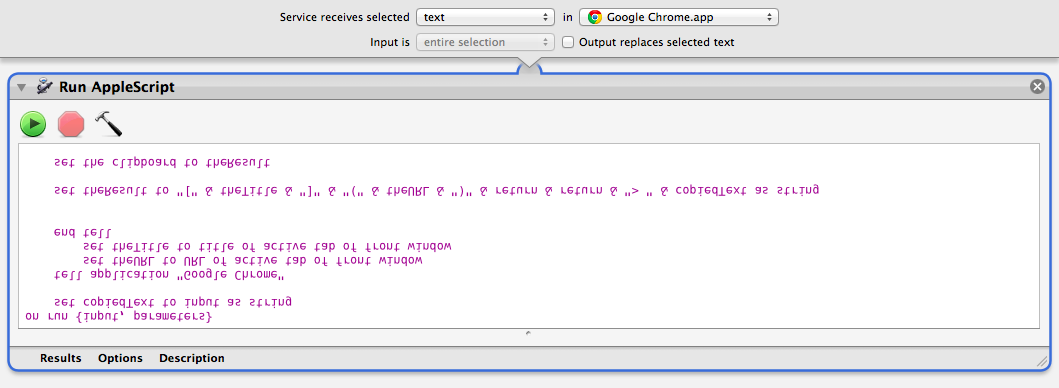 Service receives selected text in Google Chrome.app
Input is entire selection Output replaces selected text
Run AppleScript
on run {input, parameters}
set copiedText to input as string
tell application "Google Chrome"
set theURL to URL of active tab of front window
set theTitle to title of active tab of front window
end tell
set theResult to "[" & theTitle & "]" & "(" & theURL & ")" & return & return & "> " & copiedText as string
set the clipboard to theResult
Results Options Description